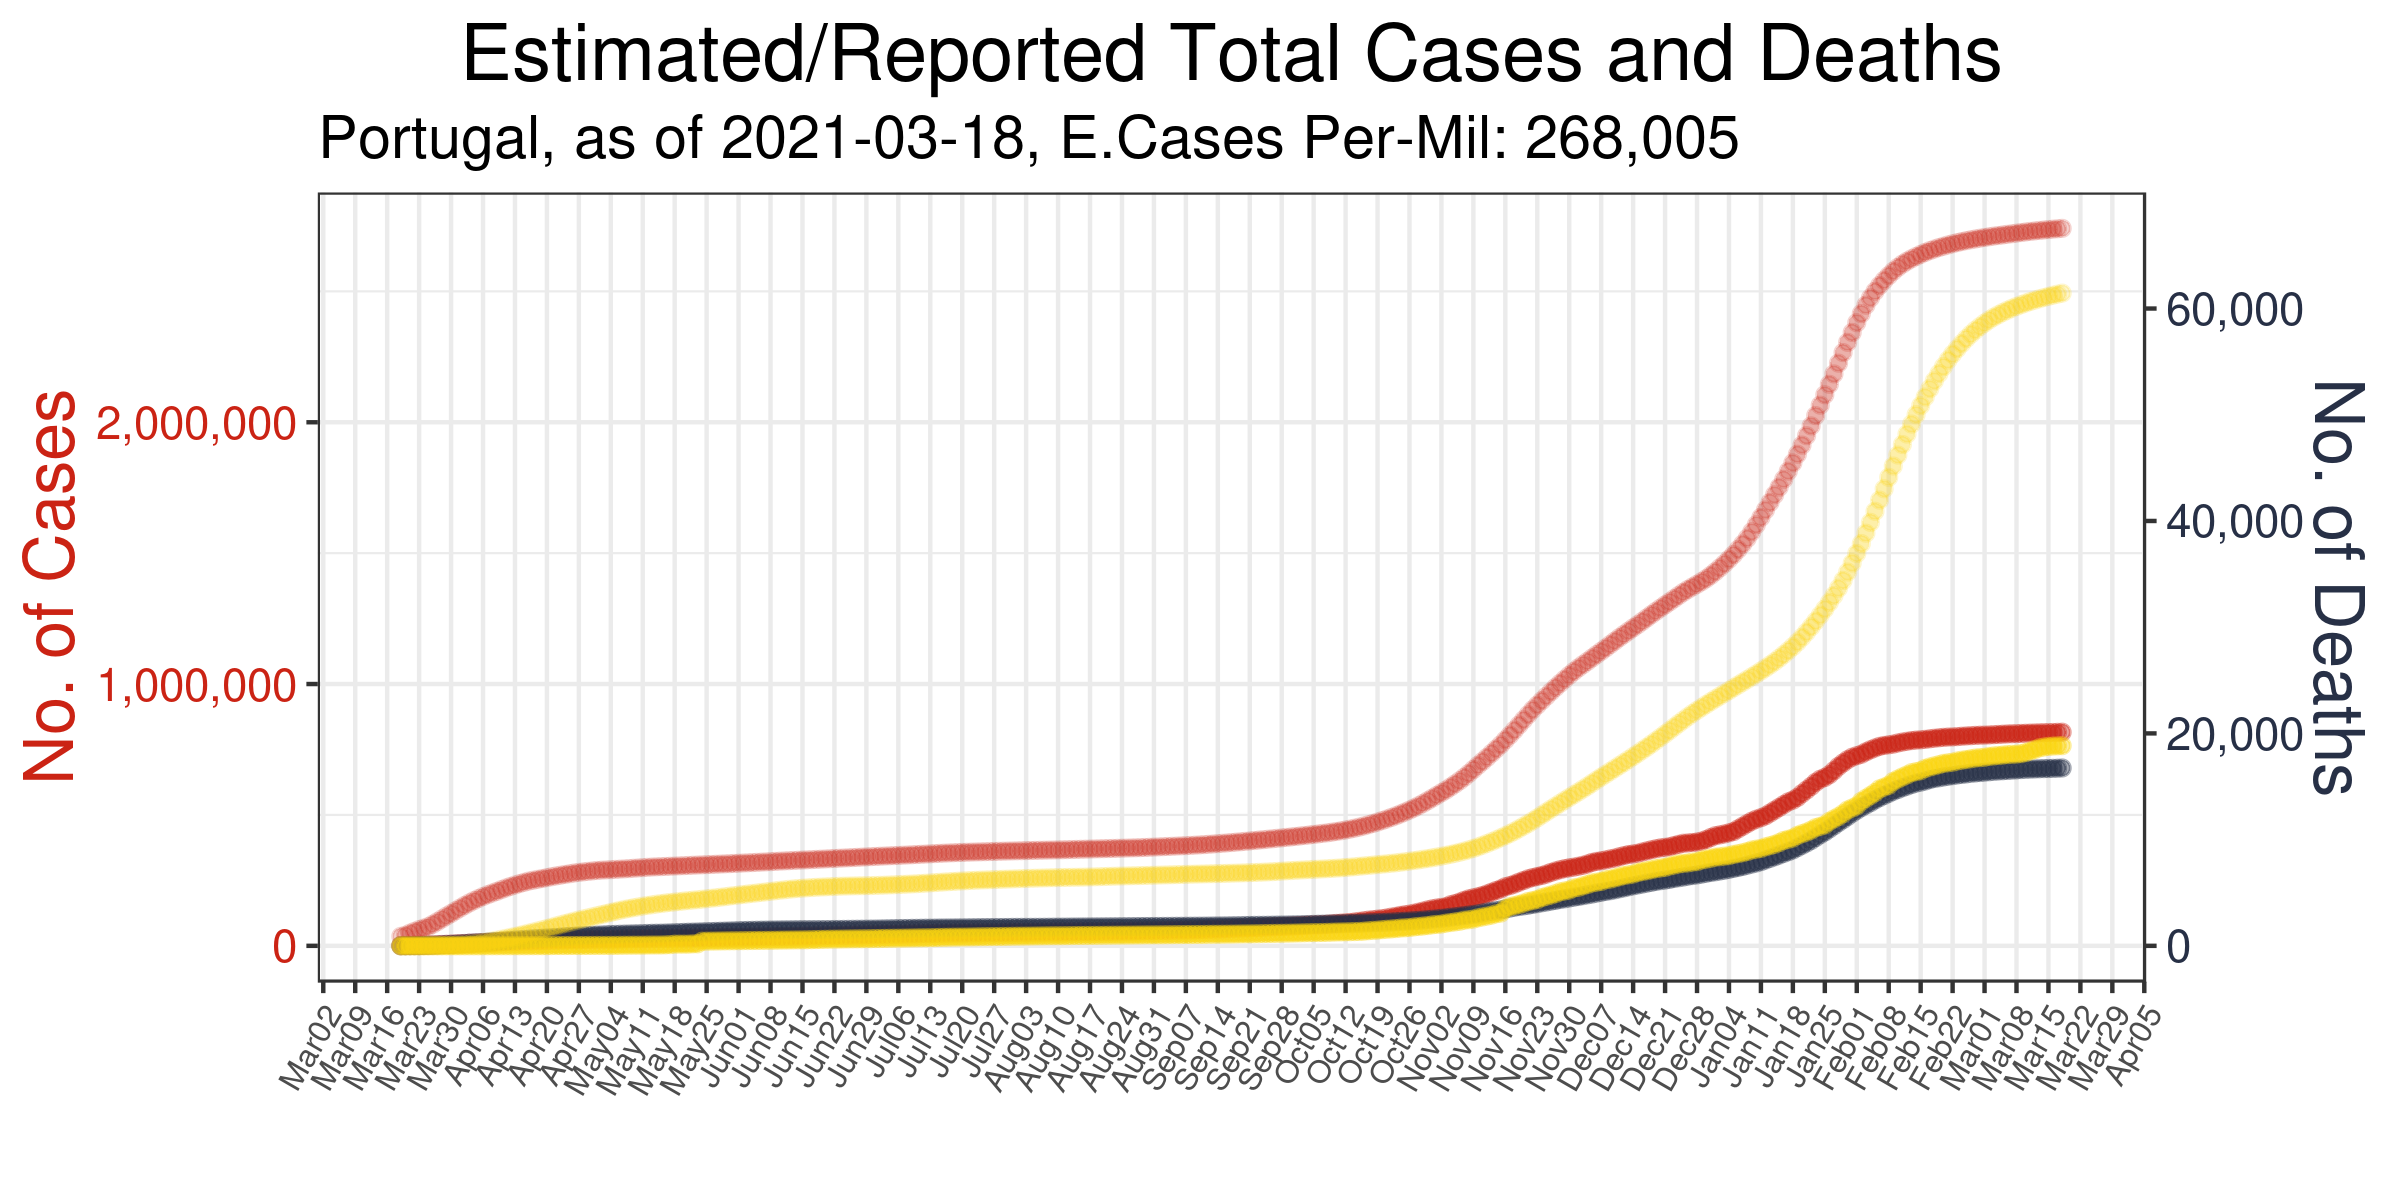 Estimated/Reported Total Cases and Deaths
Portugal, as of 2021-03-18, E.Cases Per-Mil: 268,005
No. of Cases
2,000,000
1,000,000
0
60,000
40,000
20,000
0
No. of Deaths
Mar02
Mar09
Mar16
Mar23
Mar30
Apr06
Apr13
Apr20
Apr27
May04
May11
May18
May25
Jun01
Jun08
Jun15
Jun22
Jun29
Jul06
Jul13
Jul20
Jul27
Aug03
Aug10
Aug17
Aug24
Aug31
Sep07
Sep14
Sep21
Sep28
Oct05
Oct12
Oct19
Oct26
Nov02
Nov09
Nov16
Nov23
Nov30
Dec07
Dec14
Dec21
Dec28
Jan04
Jan11
Jan18
Jan25
Feb01
Feb08
Feb15
Feb22
Mar01
Mar08
Mar15
Mar22
Mar29
Apr05